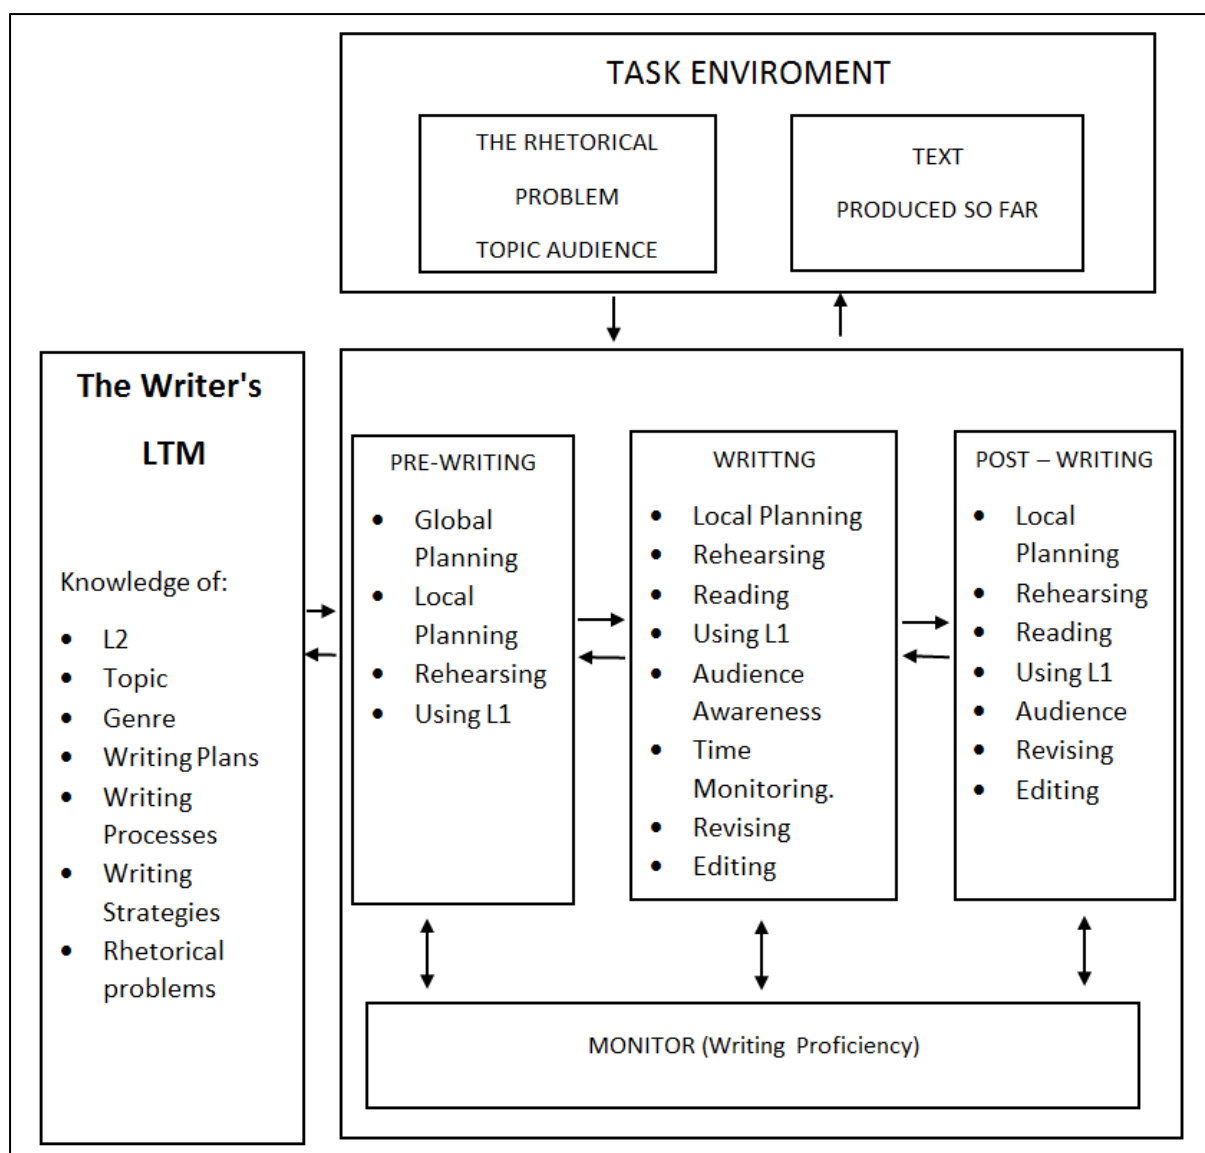 TASK ENVIROMENT
THE RHETORICAL
PROBLEM
TOPIC AUDIENCE
TEXT
PRODUCED SO FAR
The Writer's
LTM
Knowledge of:
• L2
• Topic
• Genre
• Writing Plans
• Writing
Processes
• Writing
Strategies
• Rhetorical
problems
PRE-WRITING
• Global
Planning
• Local
Planning
• Rehearsing
• Using L1
WRITTNG
• Local Planning
• Rehearsing
• Reading
• Using L1
• Audience
Awareness
• Time
Monitoring.
• Revising
• Editing
POST – WRITING
• Local
Planning
• Rehearsing
• Reading
• Using L1
• Audience
• Revising
• Editing
MONITOR (Writing Proficiency)